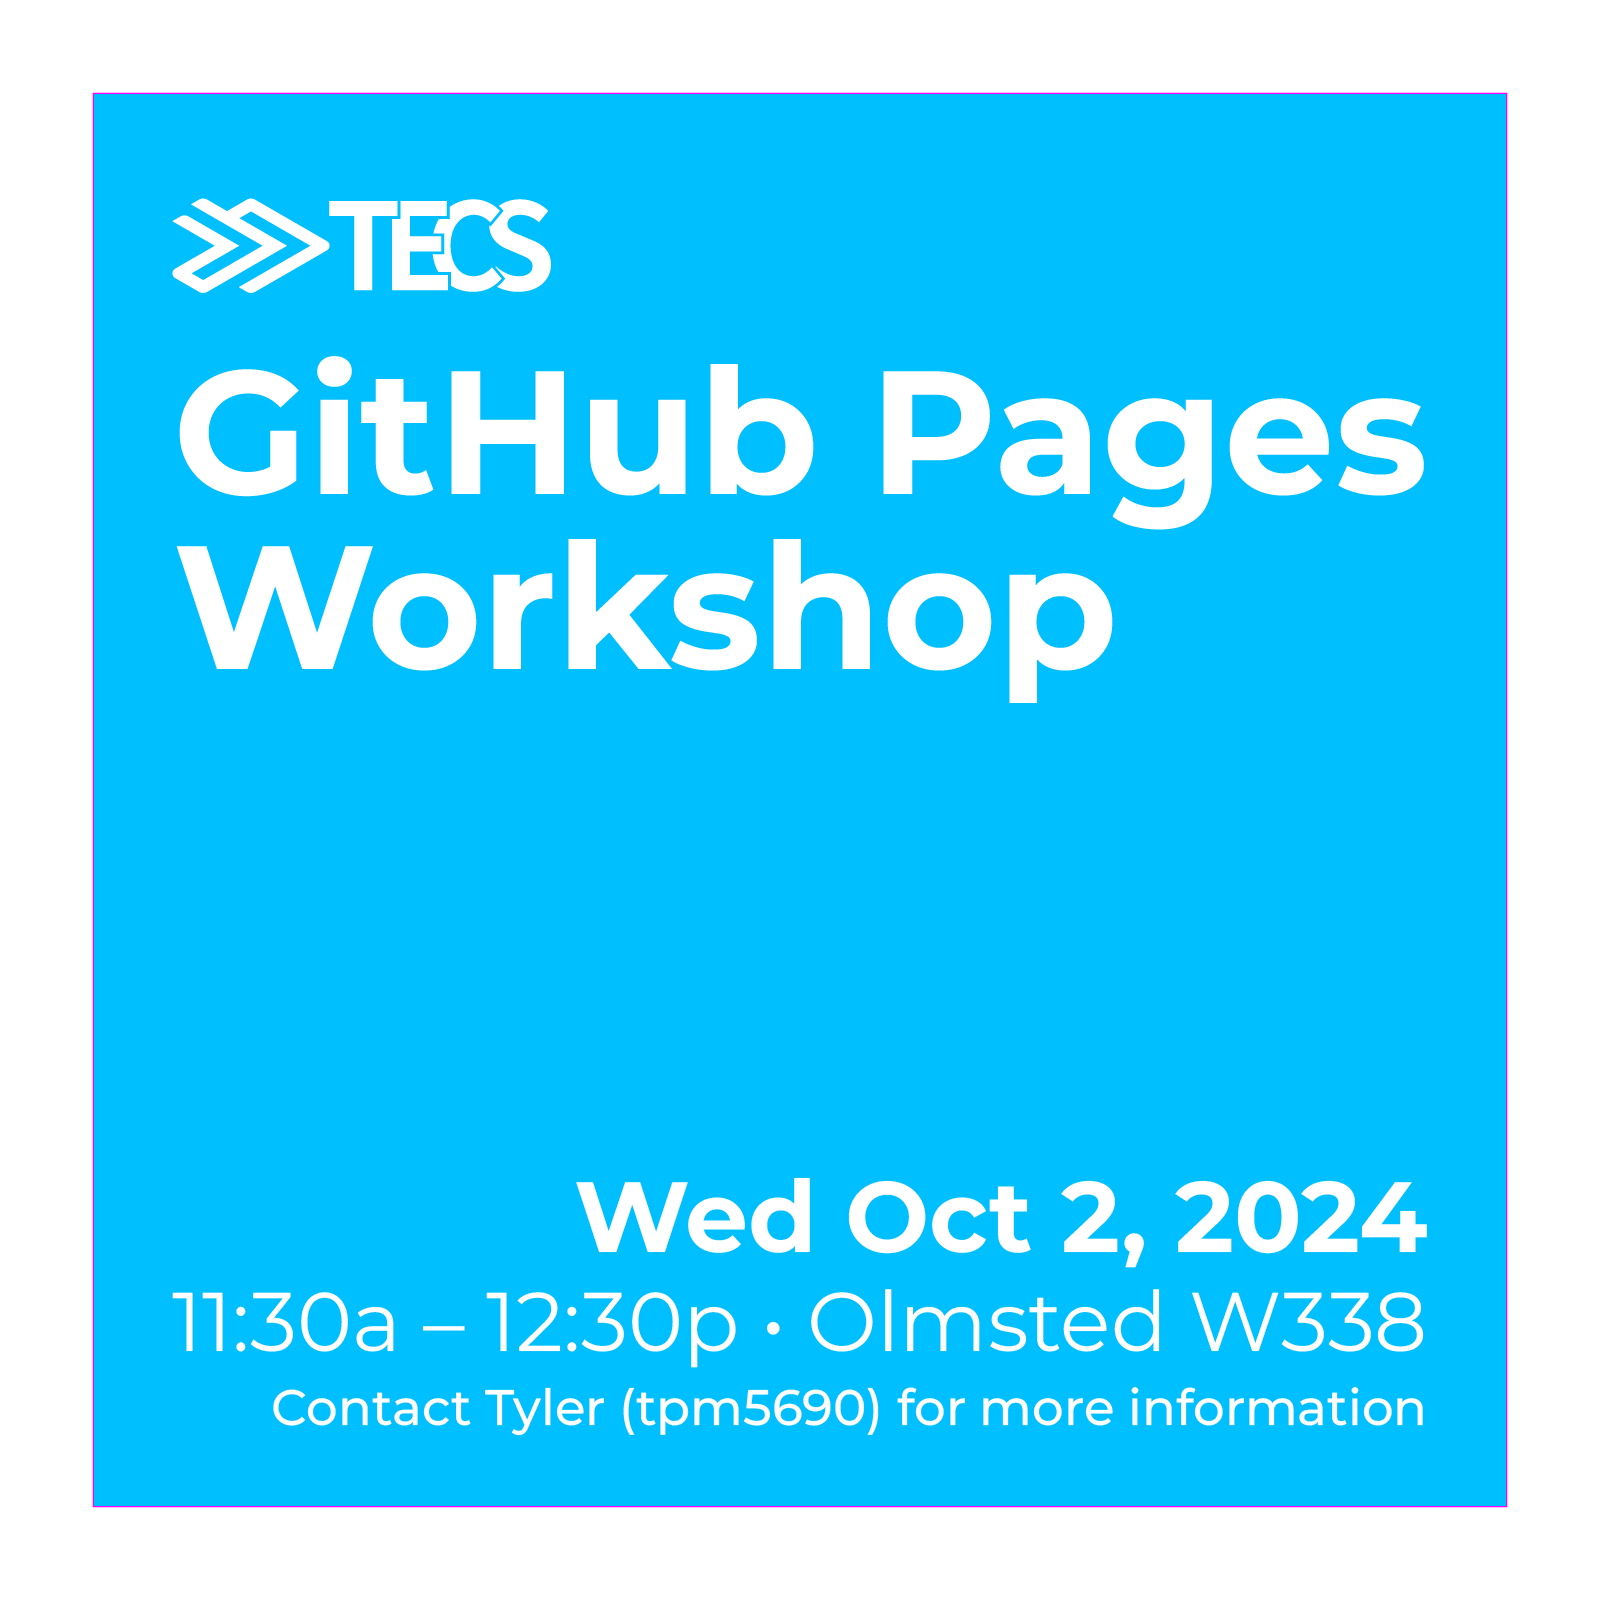 TECS
GitHub Pages
Workshop
Wed Oct 2, 2024
11:30a – 12:30p • Olmsted W338
Contact Tyler (tpm5690) for more information